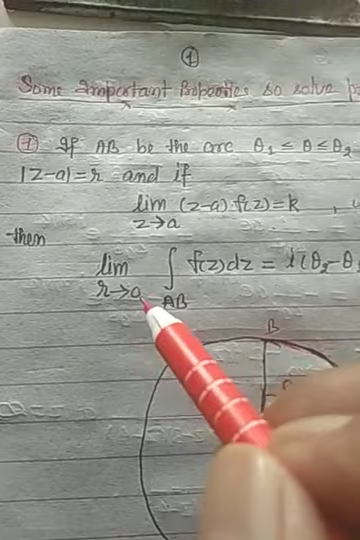 ①
Some Important Properties to solve
① If AB be the arc θ₁ ≤ θ ≤ θ₂
|z-a|=r and if
lim (z-a) f(z)=k ,
z→a
then
lim ∫ f(z)dz = i(θ₂-θ
r→0 AB
B